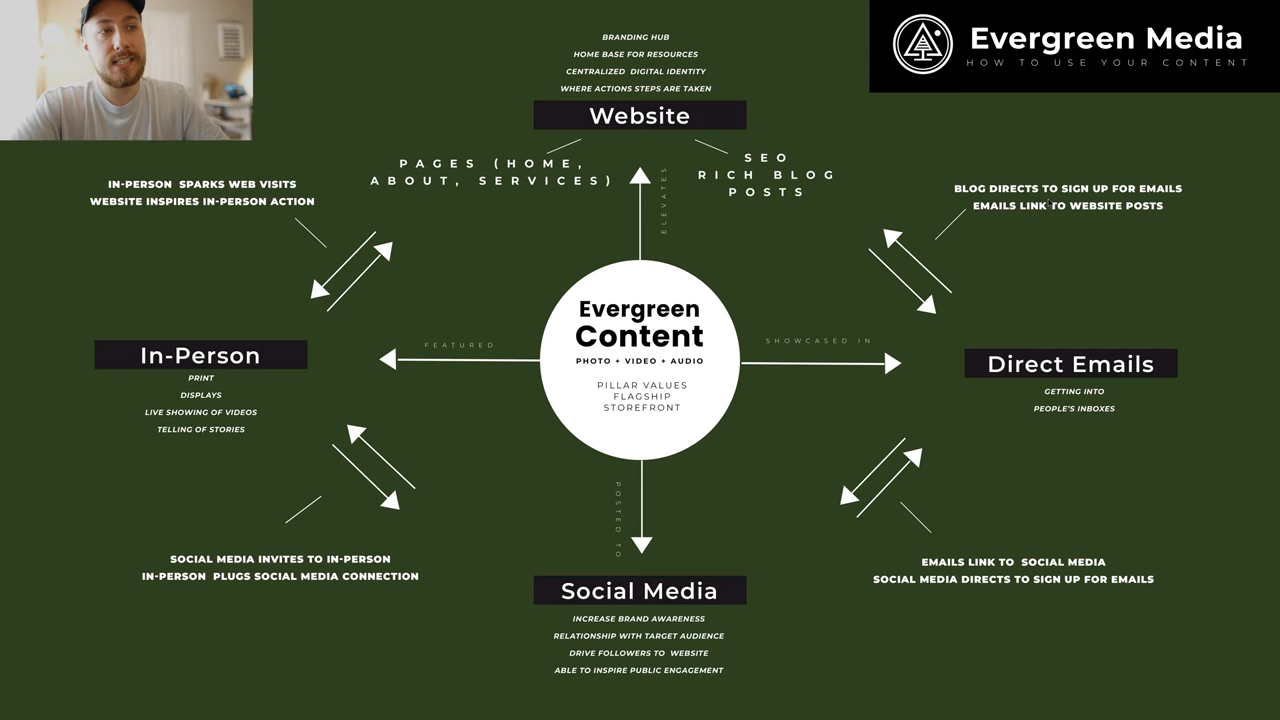 Evergreen Media
HOW TO USE YOUR CONTENT
BRANDING HUB
HOME BASE FOR RESOURCES
CENTRALIZED DIGITAL IDENTITY
WHERE ACTIONS STEPS ARE TAKEN
Website
PAGES (HOME,
ABOUT, SERVICES)
SEO
RICH BLOG
POSTS
ELEVATES
IN-PERSON SPARKS WEB VISITS
WEBSITE INSPIRES IN-PERSON ACTION
BLOG DIRECTS TO SIGN UP FOR EMAILS
EMAILS LINK TO WEBSITE POSTS
Evergreen
Content
PHOTO + VIDEO + AUDIO
PILLAR VALUES
FLAGSHIP
STOREFRONT
FEATURED
SHOWCASED IN
In-Person
PRINT
DISPLAYS
LIVE SHOWING OF VIDEOS
TELLING OF STORIES
Direct Emails
GETTING INTO
PEOPLE'S INBOXES
POSTED TO
SOCIAL MEDIA INVITES TO IN-PERSON
IN-PERSON PLUGS SOCIAL MEDIA CONNECTION
EMAILS LINK TO SOCIAL MEDIA
SOCIAL MEDIA DIRECTS TO SIGN UP FOR EMAILS
Social Media
INCREASE BRAND AWARENESS
RELATIONSHIP WITH TARGET AUDIENCE
DRIVE FOLLOWERS TO WEBSITE
ABLE TO INSPIRE PUBLIC ENGAGEMENT